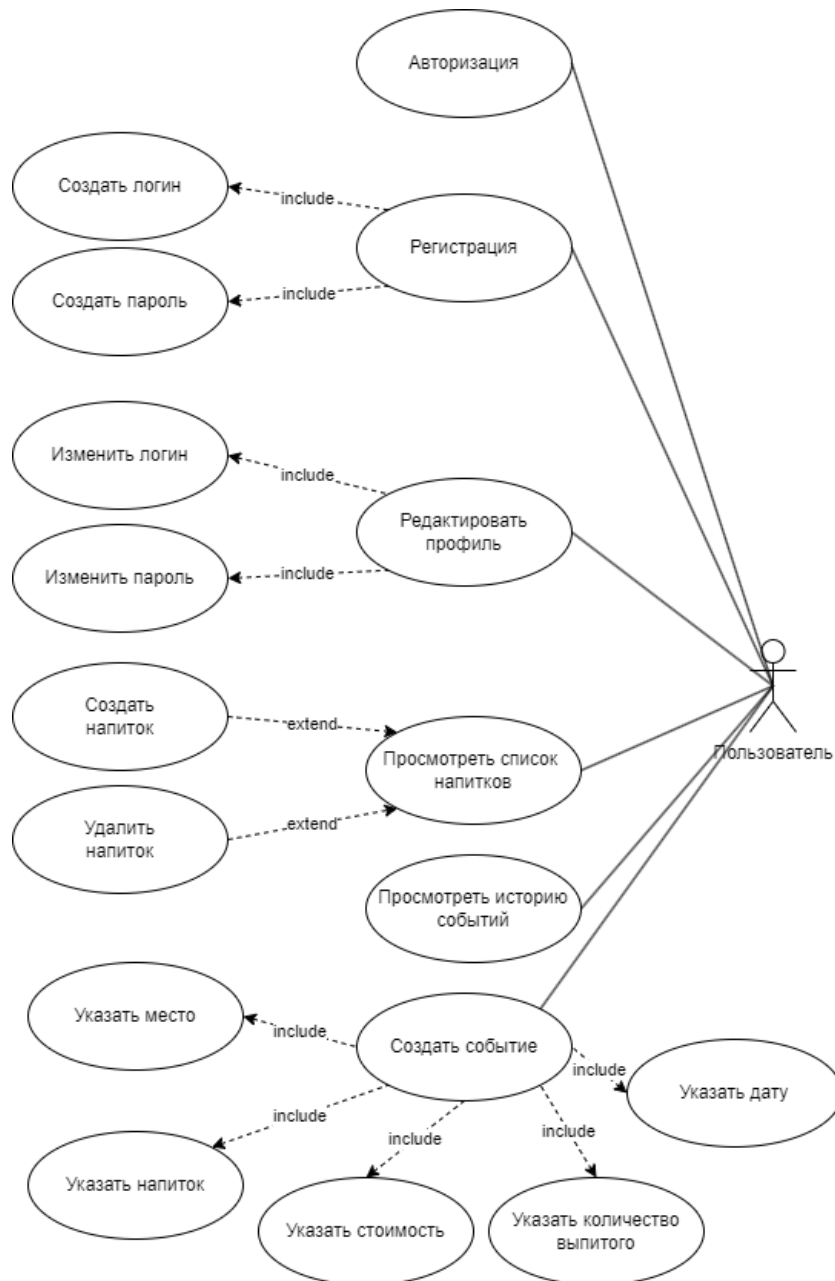 Авторизация
Создать логин
include
Регистрация
Создать пароль
include
Изменить логин
include
Редактировать
профиль
Изменить пароль
include
Создать
напиток
extend
Просмотреть список
напитков
Пользователь
Удалить
напиток
extend
Просмотреть историю
событий
Указать место
include
Создать событие
include
Указать дату
include
include
include
Указать напиток
Указать стоимость
Указать количество
выпитого